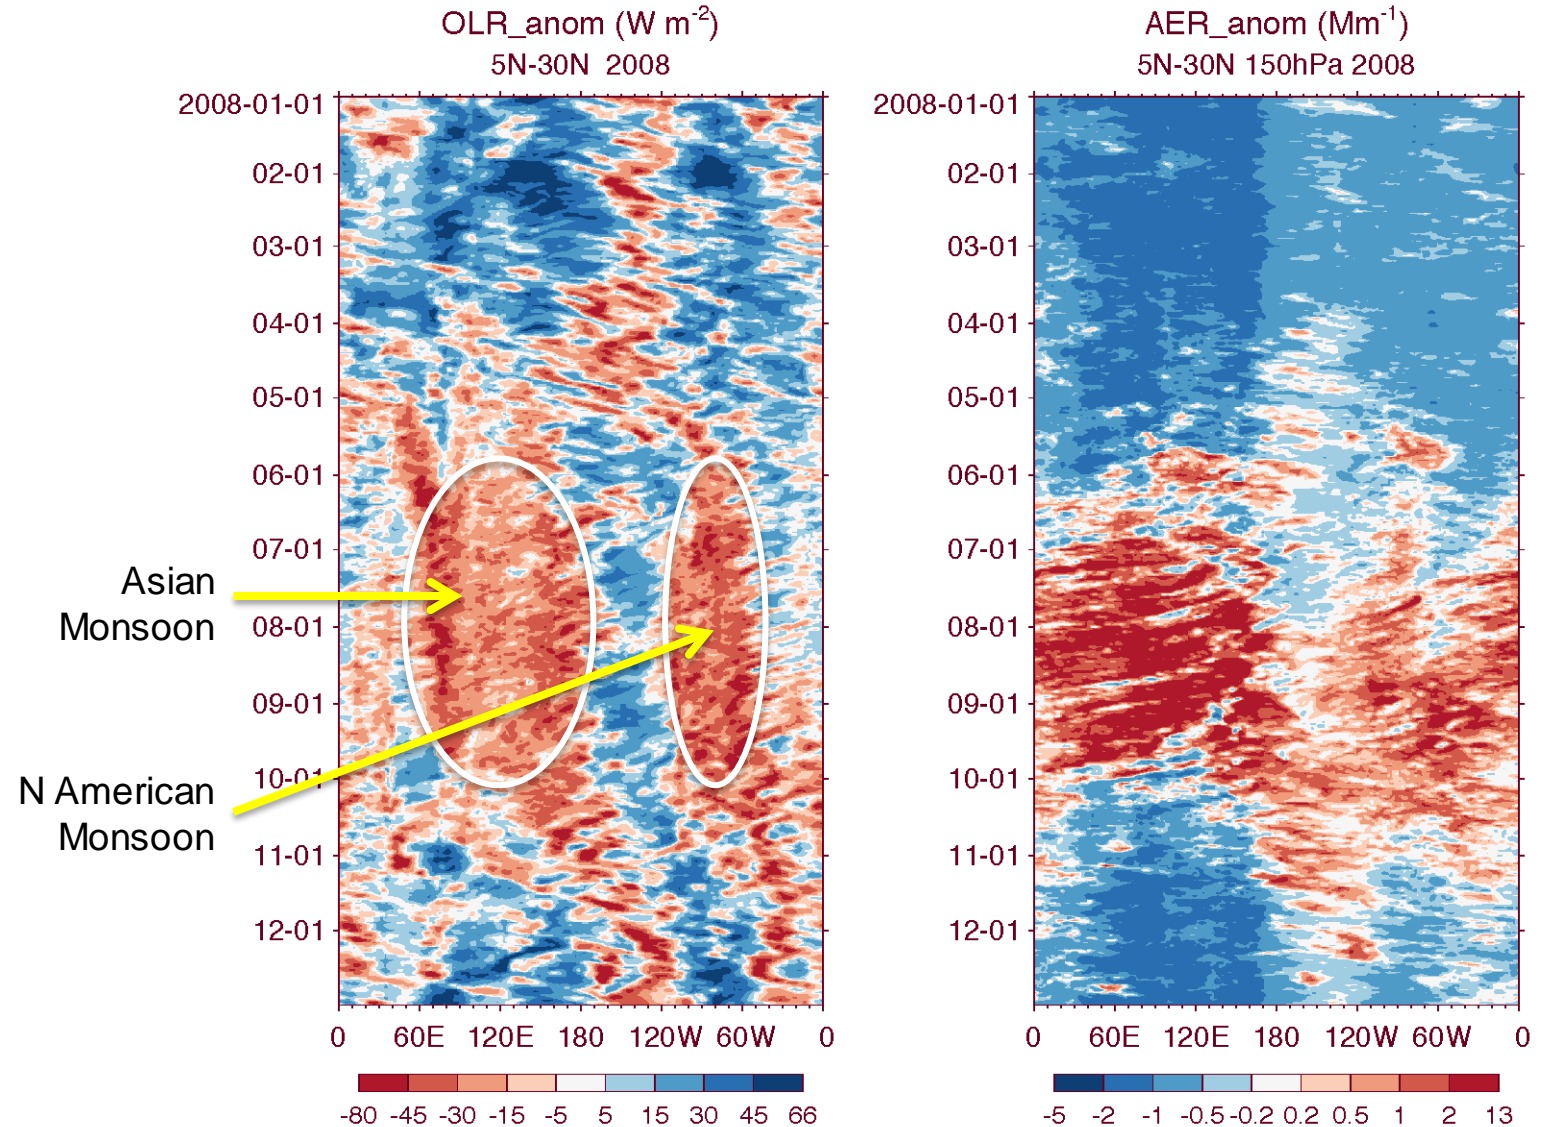 OLR_anom (W m-2)
5N-30N 2008
2008-01-01
02-01
03-01
04-01
05-01
06-01
07-01
08-01
09-01
10-01
11-01
12-01
0 60E 120E 180 120W 60W 0
-80 -45 -30 -15 -5 5 15 30 45 66
Asian
Monsoon
N American
Monsoon
AER_anom (Mm-1)
5N-30N 150hPa 2008
2008-01-01
02-01
03-01
04-01
05-01
06-01
07-01
08-01
09-01
10-01
11-01
12-01
0 60E 120E 180 120W 60W 0
-5 -2 -1 -0.5 -0.2 0.2 0.5 1 2 13